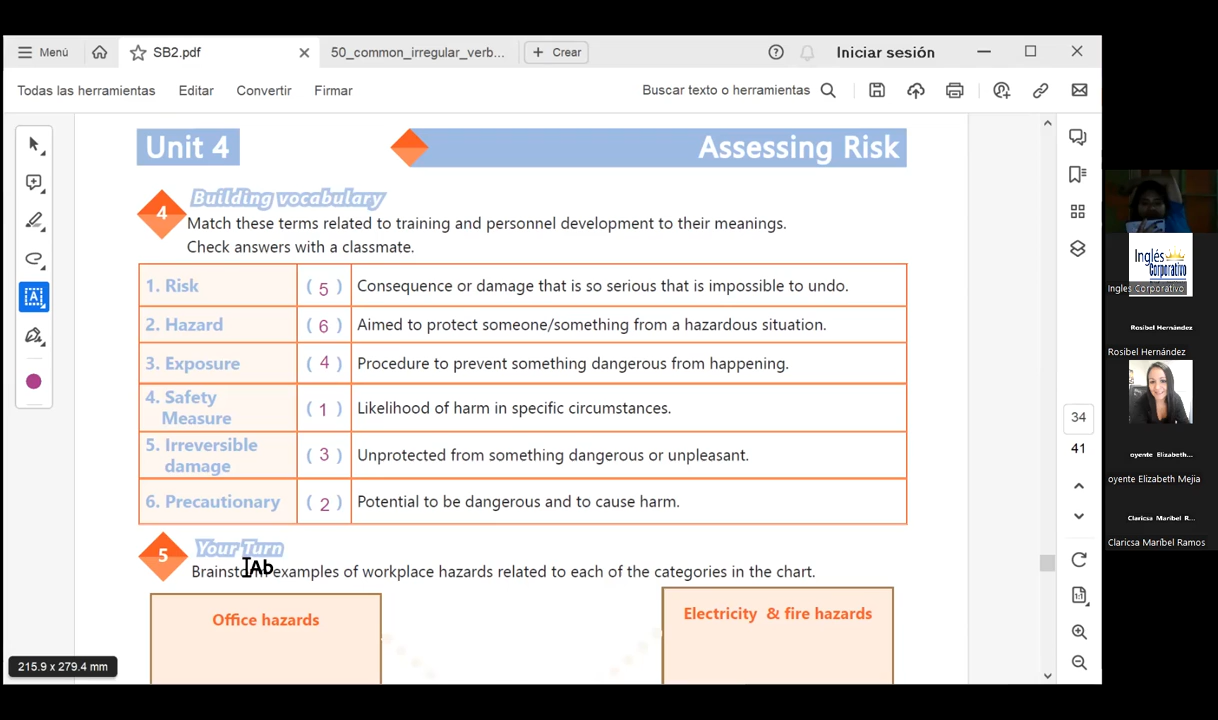 Menú
SB2.pdf
50_common_irregular_verb...
Crear
Iniciar sesión
Todas las herramientas
Editar
Convertir
Firmar
Buscar texto o herramientas
Unit 4
Assessing Risk
4
Building vocabulary
Match these terms related to training and personnel development to their meanings.
Check answers with a classmate.
1. Risk ( 5 ) Consequence or damage that is so serious that is impossible to undo.
2. Hazard ( 6 ) Aimed to protect someone/something from a hazardous situation.
3. Exposure ( 4 ) Procedure to prevent something dangerous from happening.
4. Safety
Measure
( 1 ) Likelihood of harm in specific circumstances.
5. Irreversible
damage
( 3 ) Unprotected from something dangerous or unpleasant.
6. Precautionary ( 2 ) Potential to be dangerous and to cause harm.
5
Your Turn
examples of workplace hazards related to each of the categories in the chart.
IAb
Office hazards
Electricity & fire hazards
215.9 x 279.4 mm
34
41
Inglés
Corporativo
Ingles Corporativo
Rosibel Hernández
Rosibel Hernández
oyente Elizabeth...
oyente Elizabeth Mejia
Claricsa Maribel R...
Claricsa Maribel Ramos